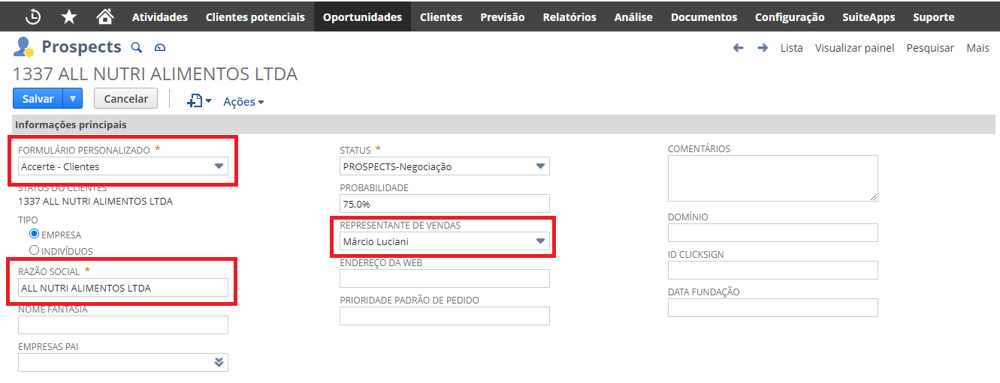 Atividades Clientes potenciais Oportunidades Clientes Previsão Relatórios Análise Documentos Configuração SuiteApps Suporte
Prospects Lista Visualizar painel Pesquisar Mais
1337 ALL NUTRI ALIMENTOS LTDA
Salvar Cancelar Ações
Informações principais
FORMULÁRIO PERSONALIZADO *
Accerte - Clientes
STATUS DO CLIENTES
1337 ALL NUTRI ALIMENTOS LTDA
TIPO
EMPRESA
INDIVÍDUOS
RAZÃO SOCIAL *
ALL NUTRI ALIMENTOS LTDA
NOME FANTASIA
EMPRESAS PAI
STATUS *
PROSPECTS-Negociação
PROBABILIDADE
75,0%
REPRESENTANTE DE VENDAS
Márcio Luciani
ENDEREÇO DA WEB
PRIORIDADE PADRÃO DE PEDIDO
COMENTÁRIOS
DOMÍNIO
ID CLICKSIGN
DATA FUNDAÇÃO